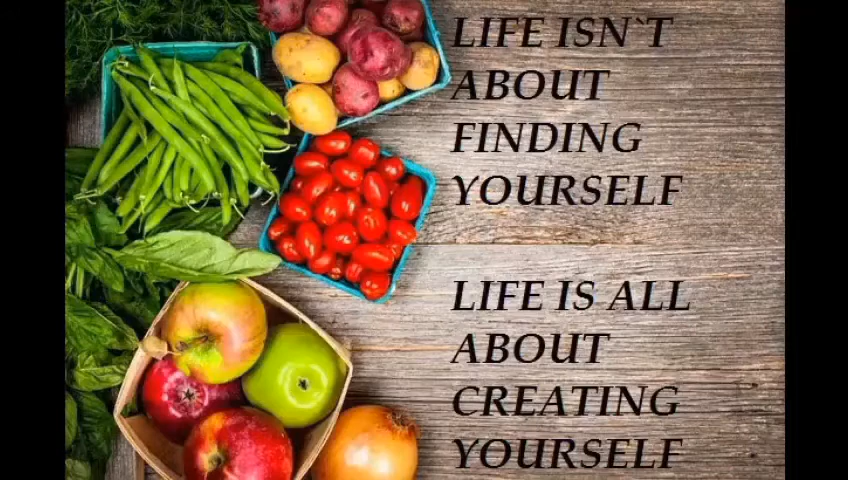 LIFE ISN`T
ABOUT
FINDING
YOURSELF
LIFE IS ALL
ABOUT
CREATING
YOURSELF